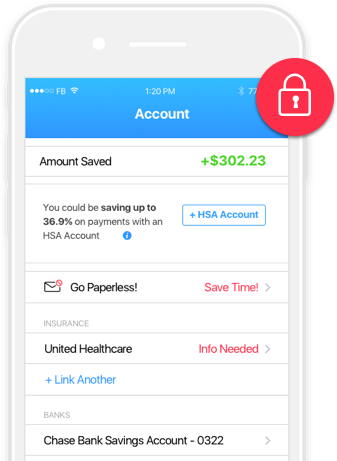 FB 1:20 PM
Account
Amount Saved +$302.23
You could be saving up to
36.9% on payments with an
HSA Account
+ HSA Account
Go Paperless! Save Time!
INSURANCE
United Healthcare Info Needed
+ Link Another
BANKS
Chase Bank Savings Account - 0322